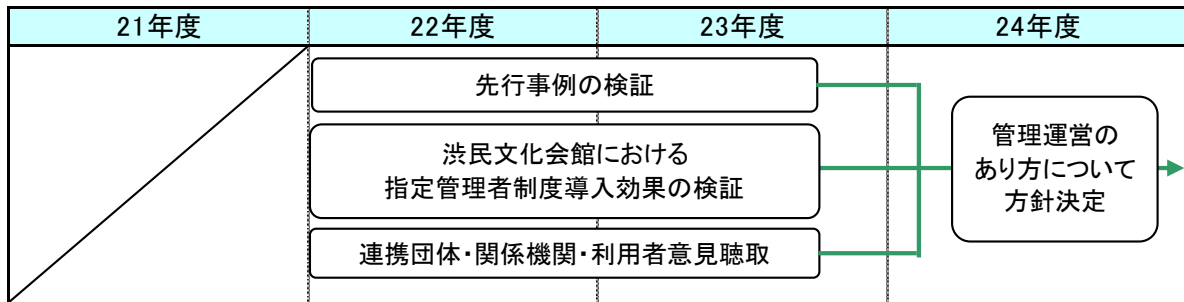 21年度
22年度
23年度
24年度
先行事例の検証
渋民文化会館における
指定管理者制度導入効果の検証
連携団体・関係機関・利用者意見聴取
管理運営の
あり方について
方針決定